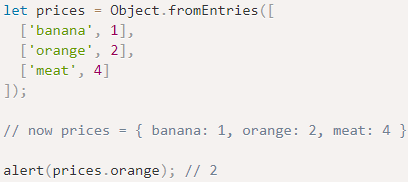 let prices = Object.fromEntries([
  ['banana', 1],
  ['orange', 2],
  ['meat', 4]
]);

// now prices = { banana: 1, orange: 2, meat: 4 }

alert(prices.orange); // 2